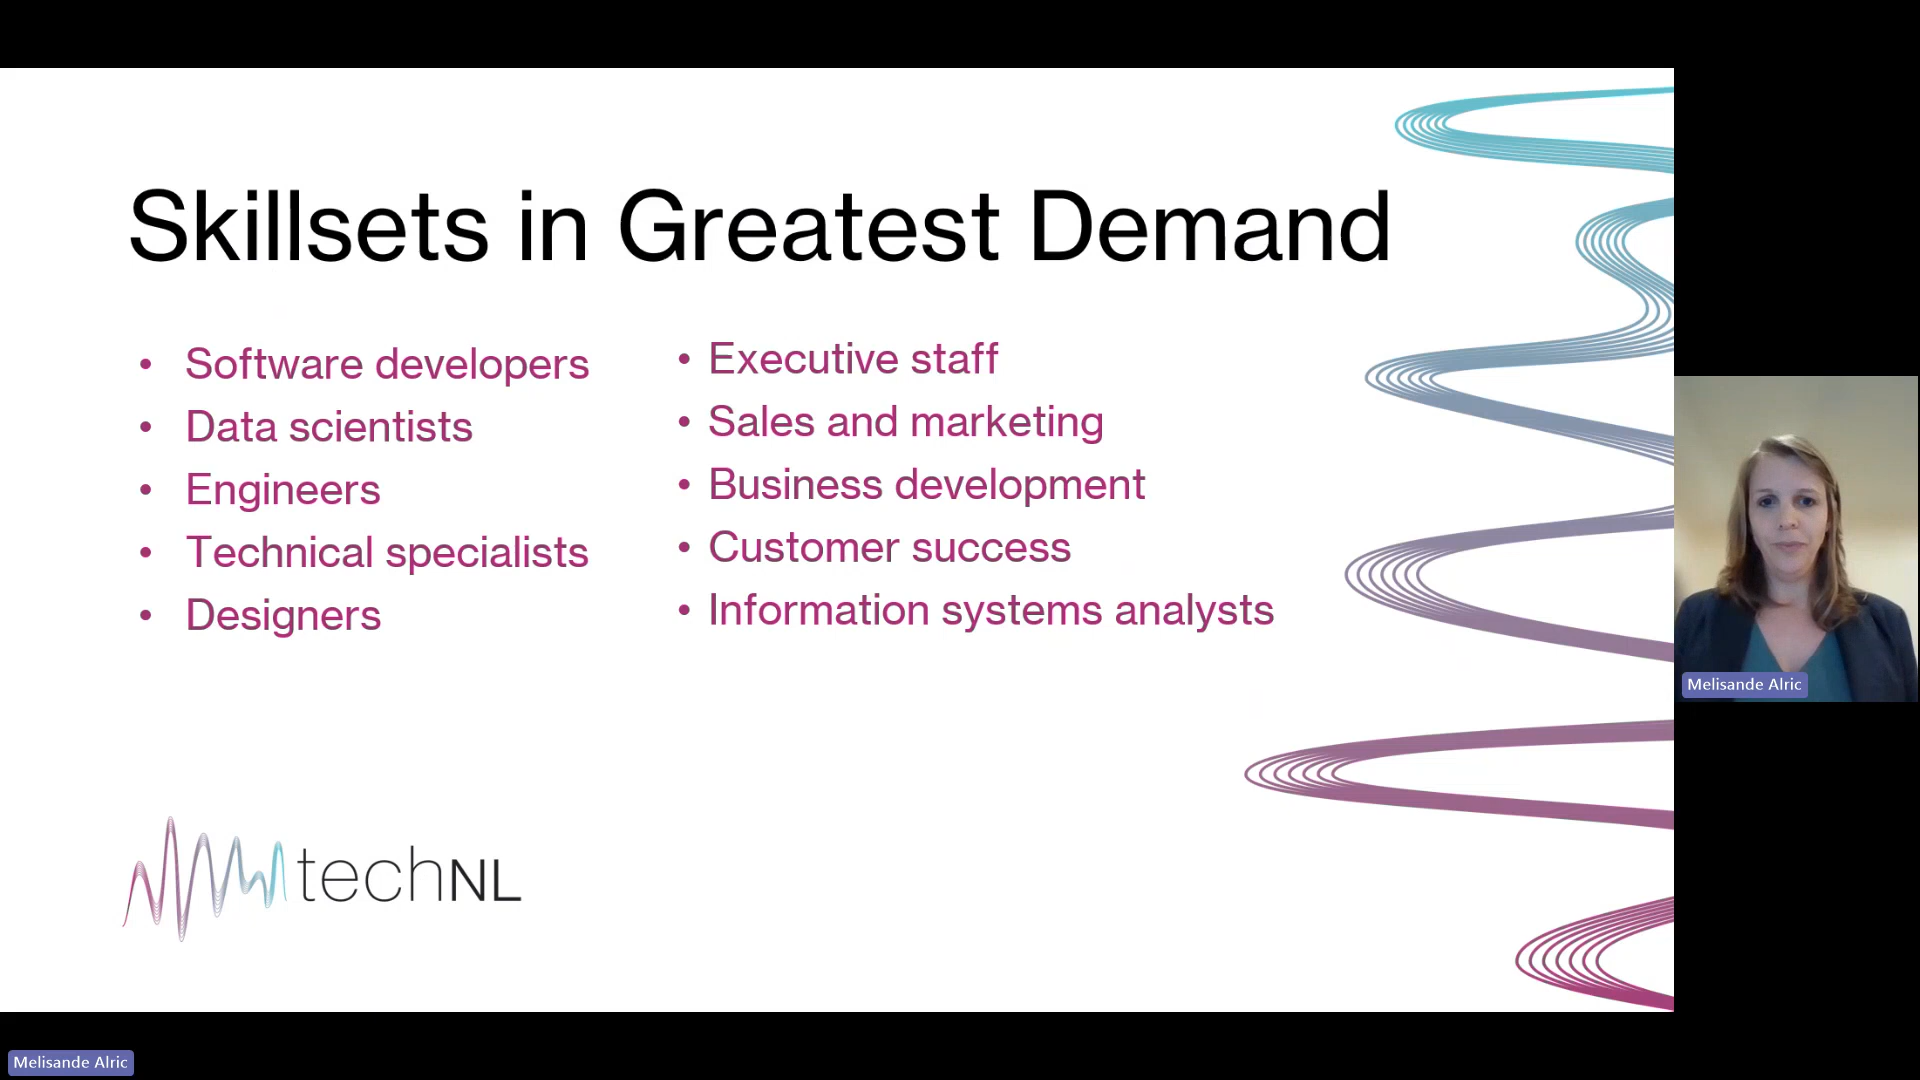 Skillsets in Greatest Demand
• Software developers
• Data scientists
• Engineers
• Technical specialists
• Designers
• Executive staff
• Sales and marketing
• Business development
• Customer success
• Information systems analysts
techNL
Melisande Alric
Melisande Alric